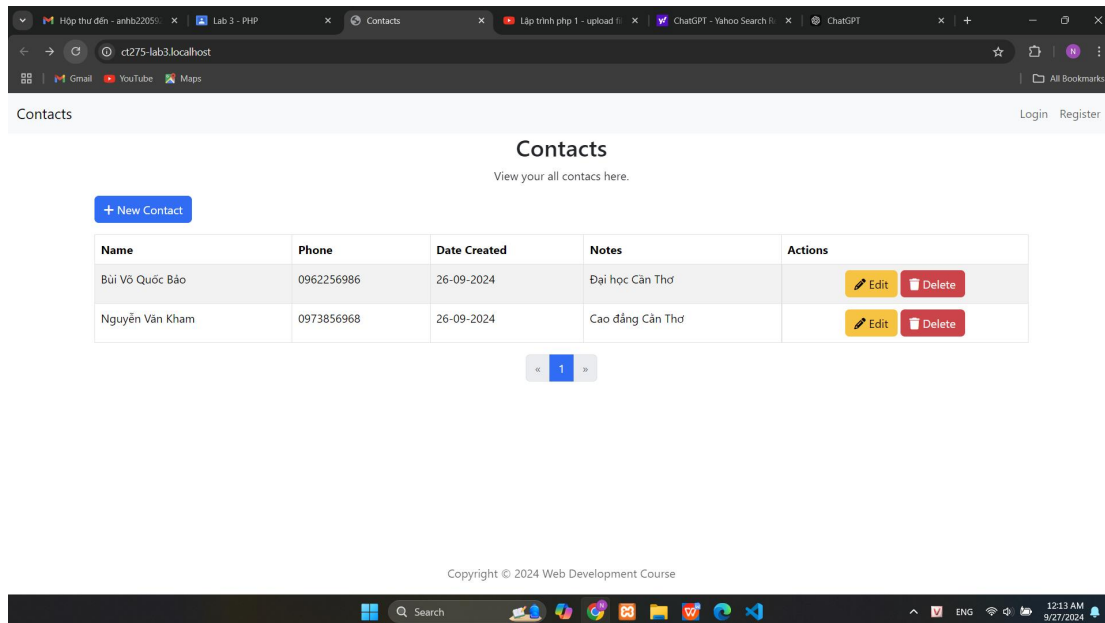 Hộp thư đến - anhb22059
Lab 3 - PHP
Contacts
Lập trình php 1 - upload fi
ChatGPT - Yahoo Search Re
ChatGPT
ct275-lab3.localhost
N
Gmail YouTube Maps
All Bookmarks
Contacts
Login Register
Contacts
View your all contacs here.
+ New Contact
Name Phone Date Created Notes Actions
Bùi Võ Quốc Bảo 0962256986 26-09-2024 Đại học Cần Thơ Edit Delete
Nguyễn Văn Kham 0973856968 26-09-2024 Cao đẳng Cần Thơ Edit Delete
« 1 »
Copyright © 2024 Web Development Course
Search
V ENG
12:13 AM
9/27/2024